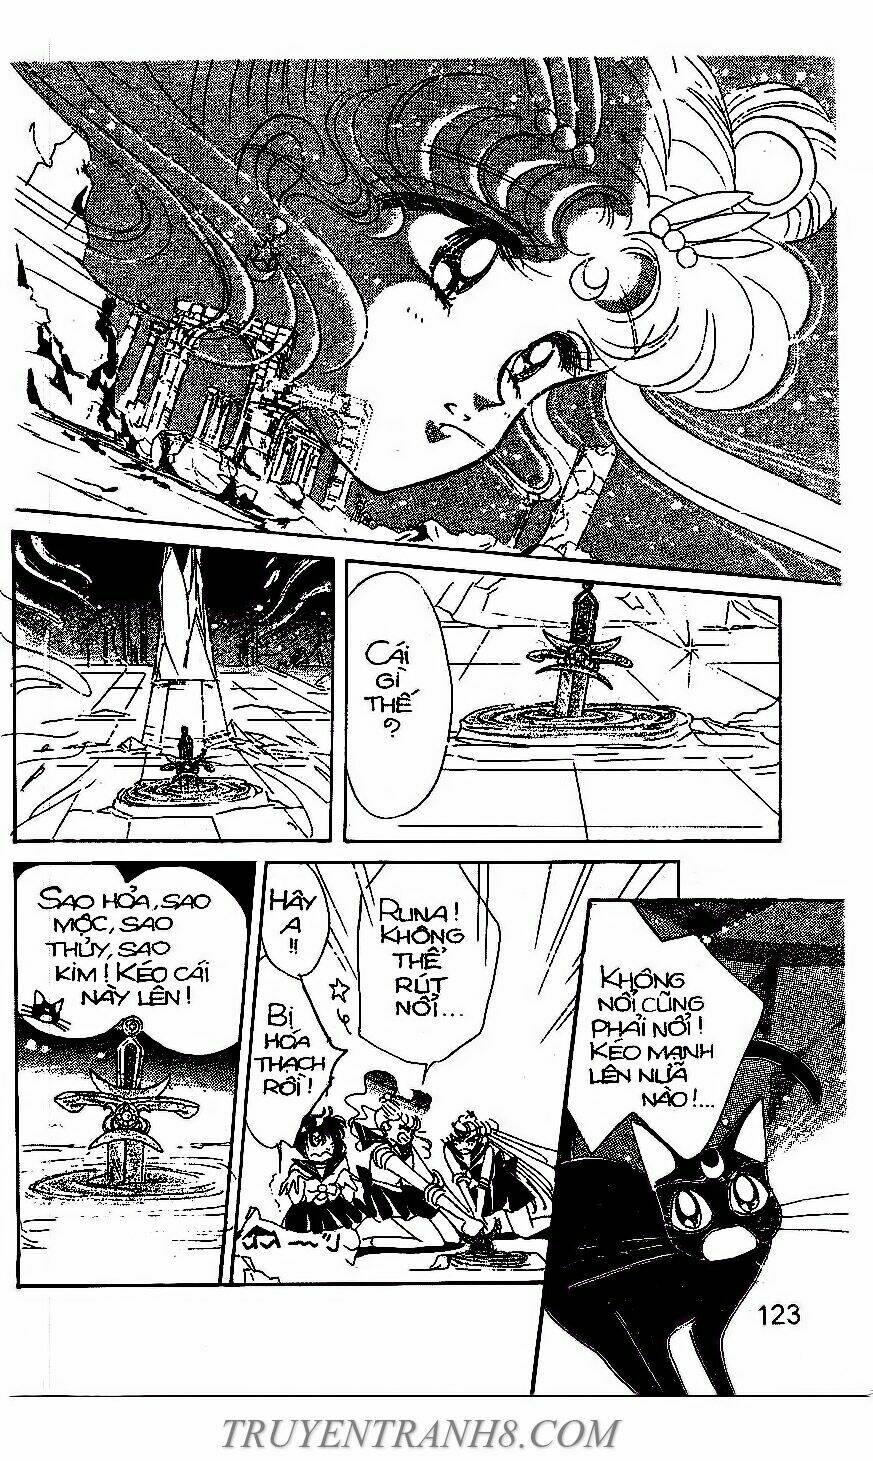 CÁI
GÌ
THẾ
?
SAO HỎA, SAO
MỘC, SAO
THỦY, SAO
KIM! KÉO CÁI
NÀY LÊN!
HÂY
A
!!
BỊ
HÓA
THẠCH
RỒI!
RUNA!
KHÔNG
THỂ
RÚT
NỔI...
KHÔNG
NỔI CŨNG
PHẢI NỔI!
KÉO MẠNH
LÊN NỮA
NÀO!...
123
TRUYENTRANH8.COM